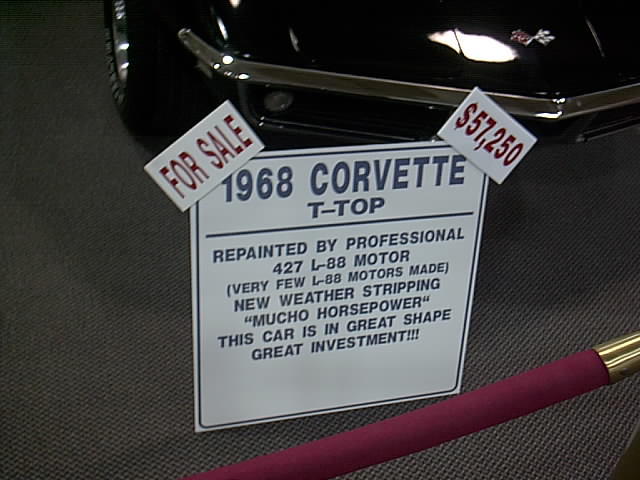 FOR SALE
$57,250
1968 CORVETTE
T-TOP
REPAINTED BY PROFESSIONAL
427 L-88 MOTOR
(VERY FEW L-88 MOTORS MADE)
NEW WEATHER STRIPPING
"MUCHO HORSEPOWER"
THIS CAR IS IN GREAT SHAPE
GREAT INVESTMENT!!!